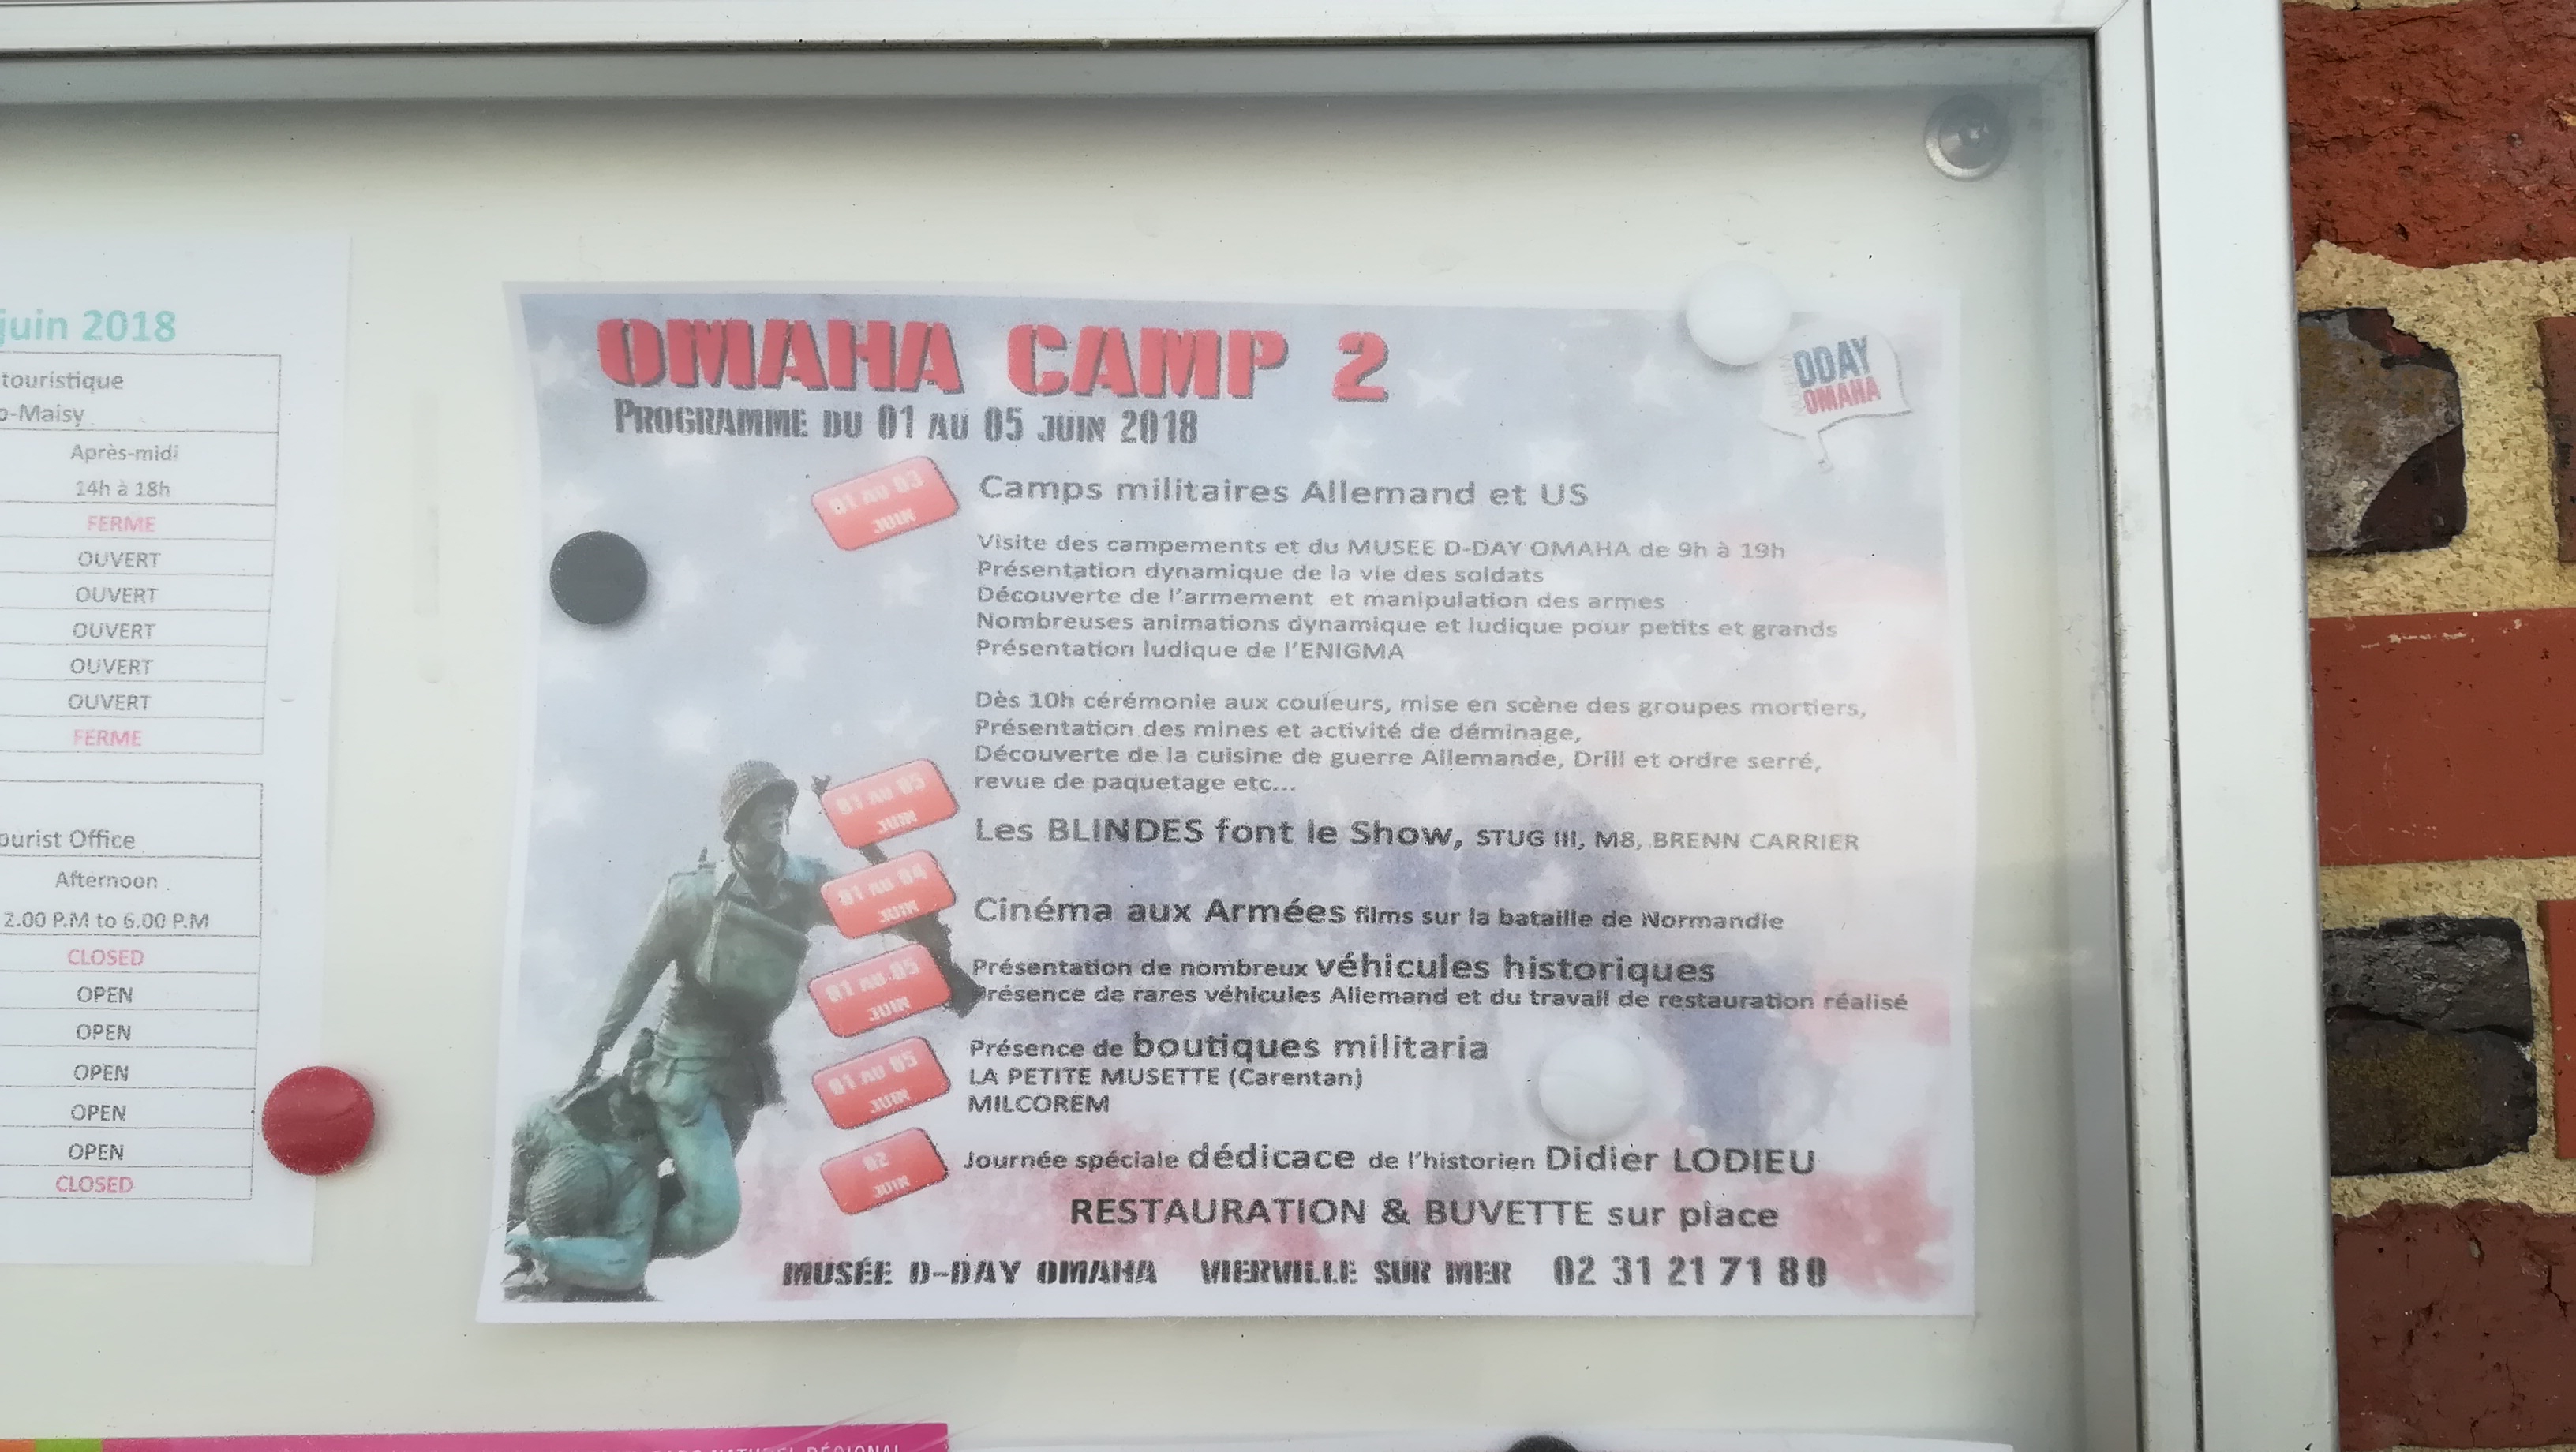 juin 2018
touristique
o-Maisy
Après-midi
14h à 18h
FERME
OUVERT
OUVERT
OUVERT
OUVERT
OUVERT
FERME
ourist Office
Afternoon
2.00 P.M to 6.00 P.M
CLOSED
OPEN
OPEN
OPEN
OPEN
OPEN
CLOSED
OMAHA CAMP 2
PROGRAMME DU 01 AU 05 JUIN 2018
DDAY
OMAHA
01 AU 03
JUIN
Camps militaires Allemand et US
Visite des campements et du MUSEE D-DAY OMAHA de 9h à 19h
Présentation dynamique de la vie des soldats
Découverte de l'armement et manipulation des armes
Nombreuses animations dynamique et ludique pour petits et grands
Présentation ludique de l'ENIGMA
Dès 10h cérémonie aux couleurs, mise en scène des groupes mortiers,
Présentation des mines et activité de déminage,
Découverte de la cuisine de guerre Allemande, Drill et ordre serré,
revue de paquetage etc...
01 AU 05
JUIN
Les BLINDES font le Show, STUG III, M8, BRENN CARRIER
01 AU 04
JUIN
Cinéma aux Armées films sur la bataille de Normandie
01 AU 05
JUIN
Présentation de nombreux véhicules historiques
Présence de rares véhicules Allemand et du travail de restauration réalisé
01 AU 05
JUIN
Présence de boutiques militaria
LA PETITE MUSETTE (Carentan)
MILCOREM
02
JUIN
Journée spéciale dédicace de l'historien Didier LODIEU
RESTAURATION & BUVETTE sur place
MUSÉE D-DAY OMAHA VIERVILLE SUR MER 02 31 21 71 80
NATUREL RÉGIONAL